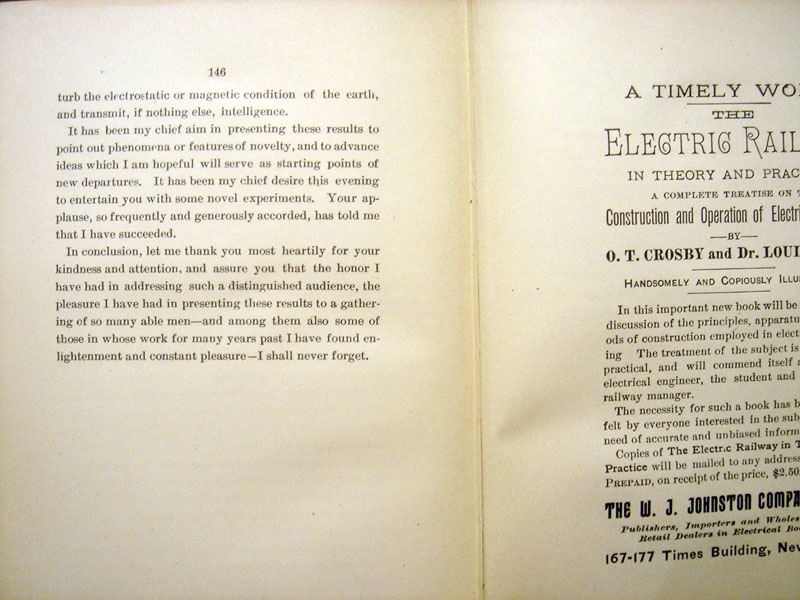 146
turb the electrostatic or magnetic condition of the earth,
and transmit, if nothing else, intelligence.
It has been my chief aim in presenting these results to
point out phenomena or features of novelty, and to advance
ideas which I am hopeful will serve as starting points of
new departures. It has been my chief desire this evening
to entertain you with some novel experiments. Your ap-
plause, so frequently and generously accorded, has told me
that I have succeeded.
In conclusion, let me thank you most heartily for your
kindness and attention, and assure you that the honor I
have had in addressing such a distinguished audience, the
pleasure I have had in presenting these results to a gather-
ing of so many able men—and among them also some of
those in whose work for many years past I have found en-
lightenment and constant pleasure—I shall never forget.
A TIMELY WO
THE
ELECTRIC RAIL
IN THEORY AND PRAC
A COMPLETE TREATISE ON T
Construction and Operation of Electri
—BY—
O. T. CROSBY and Dr. LOUI
HANDSOMELY AND COPIOUSLY ILLUS
In this important new book will be
discussion of the principles, apparatu
ods of construction employed in elect
ing The treatment of the subject is
practical, and will commend itself
electrical engineer, the student and
railway manager.
The necessity for such a book has b
felt by everyone interested in the sub
need of accurate and unbiased inform
Copies of The Electric Railway in T
Practice will be mailed to any address
PREPAID, on receipt of the price, $2.50.
THE W. J. JOHNSTON COMPA
Publishers, Importers and Wholes
Retail Dealers in Electrical Bo
167-177 Times Building, New